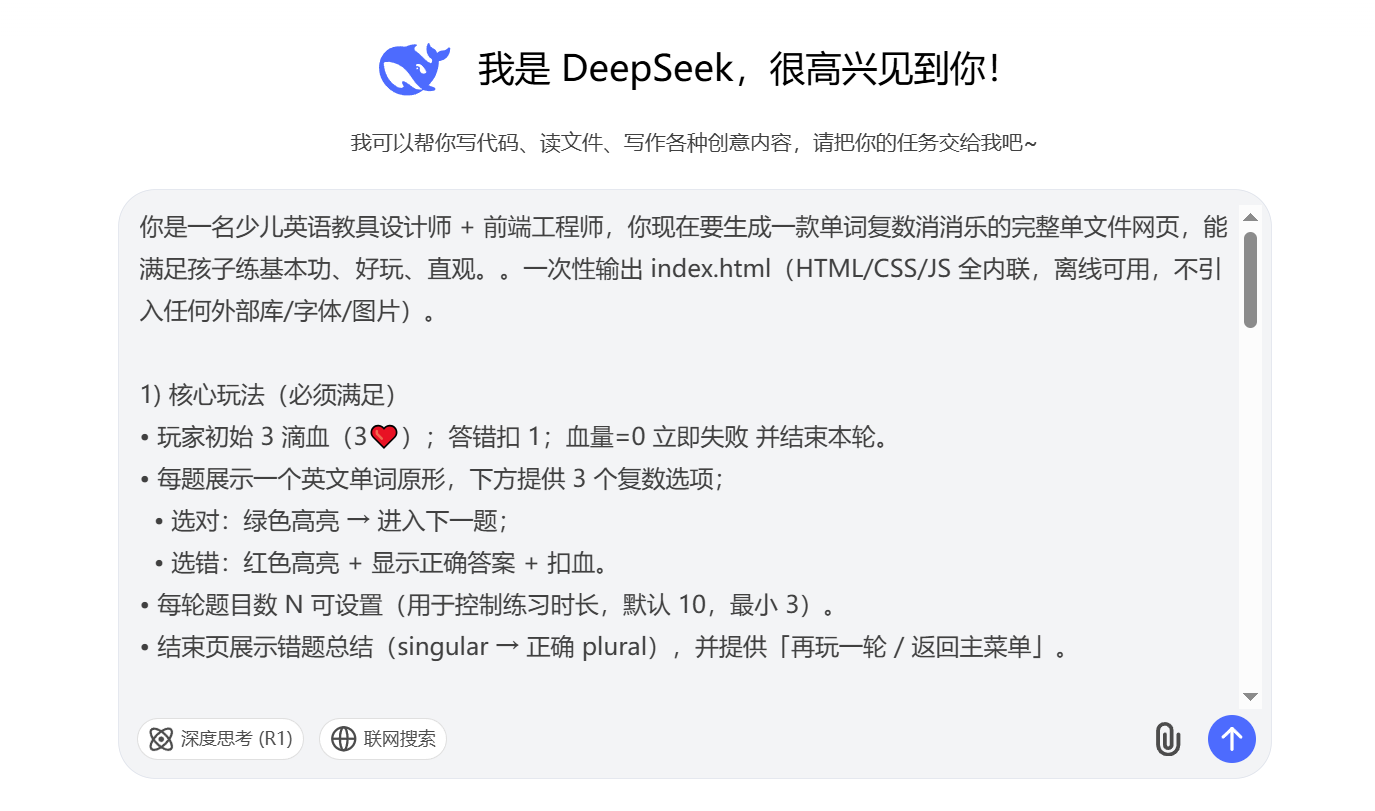 我是 DeepSeek，很高兴见到你！
我可以帮你写代码、读文件、写作各种创意内容，请把你的任务交给我吧~
你是一名少儿英语教具设计师 + 前端工程师，你现在要生成一款单词复数消消乐的完整单文件网页，能
满足孩子练基本功、好玩、直观。。一次性输出 index.html（HTML/CSS/JS 全内联，离线可用，不引
入任何外部库/字体/图片）。
1) 核心玩法（必须满足）
• 玩家初始 3 滴血（3❤️）；答错扣 1；血量=0 立即失败 并结束本轮。
• 每题展示一个英文单词原形，下方提供 3 个复数选项；
• 选对：绿色高亮 → 进入下一题；
• 选错：红色高亮 + 显示正确答案 + 扣血。
• 每轮题目数 N 可设置（用于控制练习时长，默认 10，最小 3）。
• 结束页展示错题总结（singular → 正确 plural），并提供「再玩一轮 / 返回主菜单」。
深度思考 (R1)
联网搜索